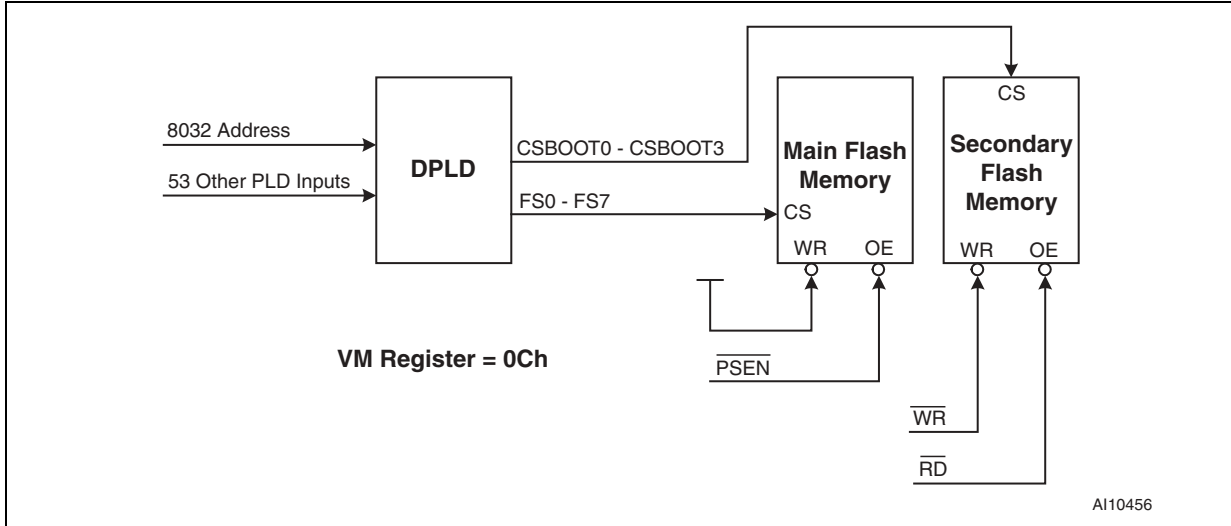 8032 Address
53 Other PLD Inputs
DPLD
CSBOOT0 - CSBOOT3
FS0 - FS7
Main Flash
Memory
CS
WR
OE
CS
Secondary
Flash
Memory
WR
OE
VM Register = 0Ch
PSEN
WR
RD
AI10456